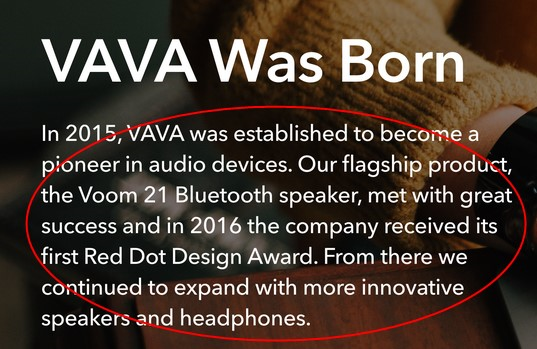 VAVA Was Born
In 2015, VAVA was established to become a
pioneer in audio devices. Our flagship product,
the Voom 21 Bluetooth speaker, met with great
success and in 2016 the company received its
first Red Dot Design Award. From there we
continued to expand with more innovative
speakers and headphones.